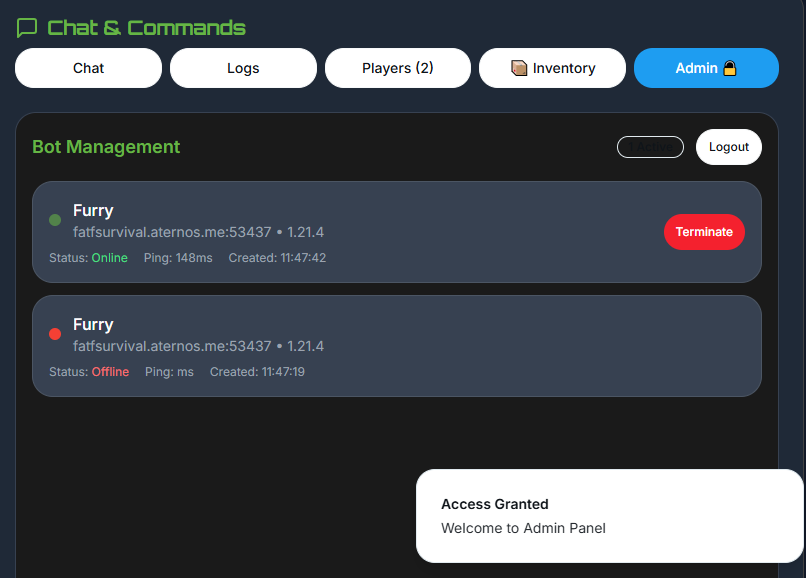 Chat & Commands
Chat
Logs
Players (2)
Inventory
Admin
Bot Management
Active
Logout
Furry
fatfsurvival.aternos.me:53437 • 1.21.4
Status: Online Ping: 148ms Created: 11:47:42
Terminate
Furry
fatfsurvival.aternos.me:53437 • 1.21.4
Status: Offline Ping: ms Created: 11:47:19
Access Granted
Welcome to Admin Panel